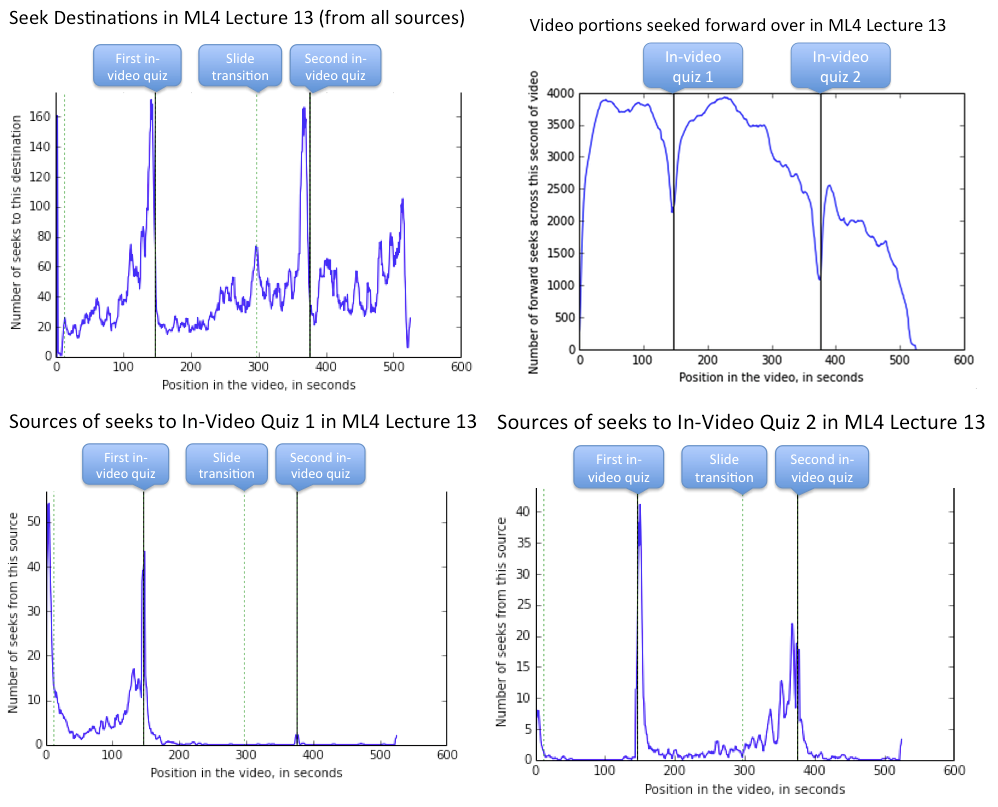 Seek Destinations in ML4 Lecture 13 (from all sources)
First in-
video quiz
Slide
transition
Second in-
video quiz
Number of seeks to this destination
160
140
120
100
80
60
40
20
0
0 100 200 300 400 500 600
Position in the video, in seconds
Video portions seeked forward over in ML4 Lecture 13
In-video
quiz 1
In-video
quiz 2
Number of forward seeks across this second of video
4000
3500
3000
2500
2000
1500
1000
500
0
0 100 200 300 400 500 600
Position in the video, in seconds
Sources of seeks to In-Video Quiz 1 in ML4 Lecture 13
First in-
video quiz
Slide
transition
Second in-
video quiz
Number of seeks from this source
50
40
30
20
10
0
0 100 200 300 400 500 600
Position in the video, in seconds
Sources of seeks to In-Video Quiz 2 in ML4 Lecture 13
First in-
video quiz
Slide
transition
Second in-
video quiz
Number of seeks from this source
40
35
30
25
20
15
10
5
0
0 100 200 300 400 500 600
Position in the video, in seconds